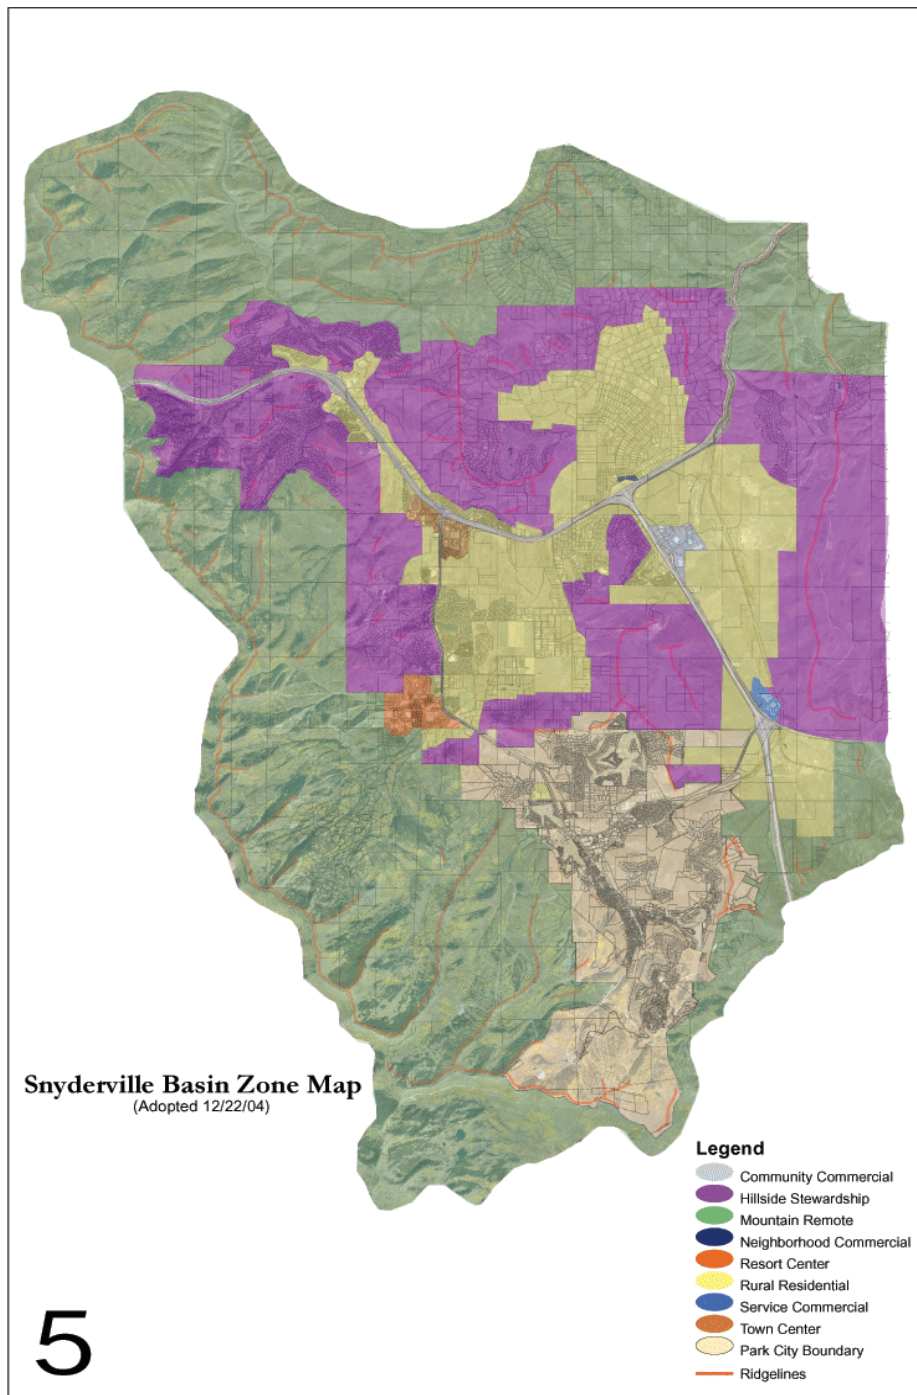 Snyderville Basin Zone Map
(Adopted 12/22/04)
Legend
Community Commercial
Hillside Stewardship
Mountain Remote
Neighborhood Commercial
Resort Center
Rural Residential
Service Commercial
Town Center
Park City Boundary
Ridgelines
5